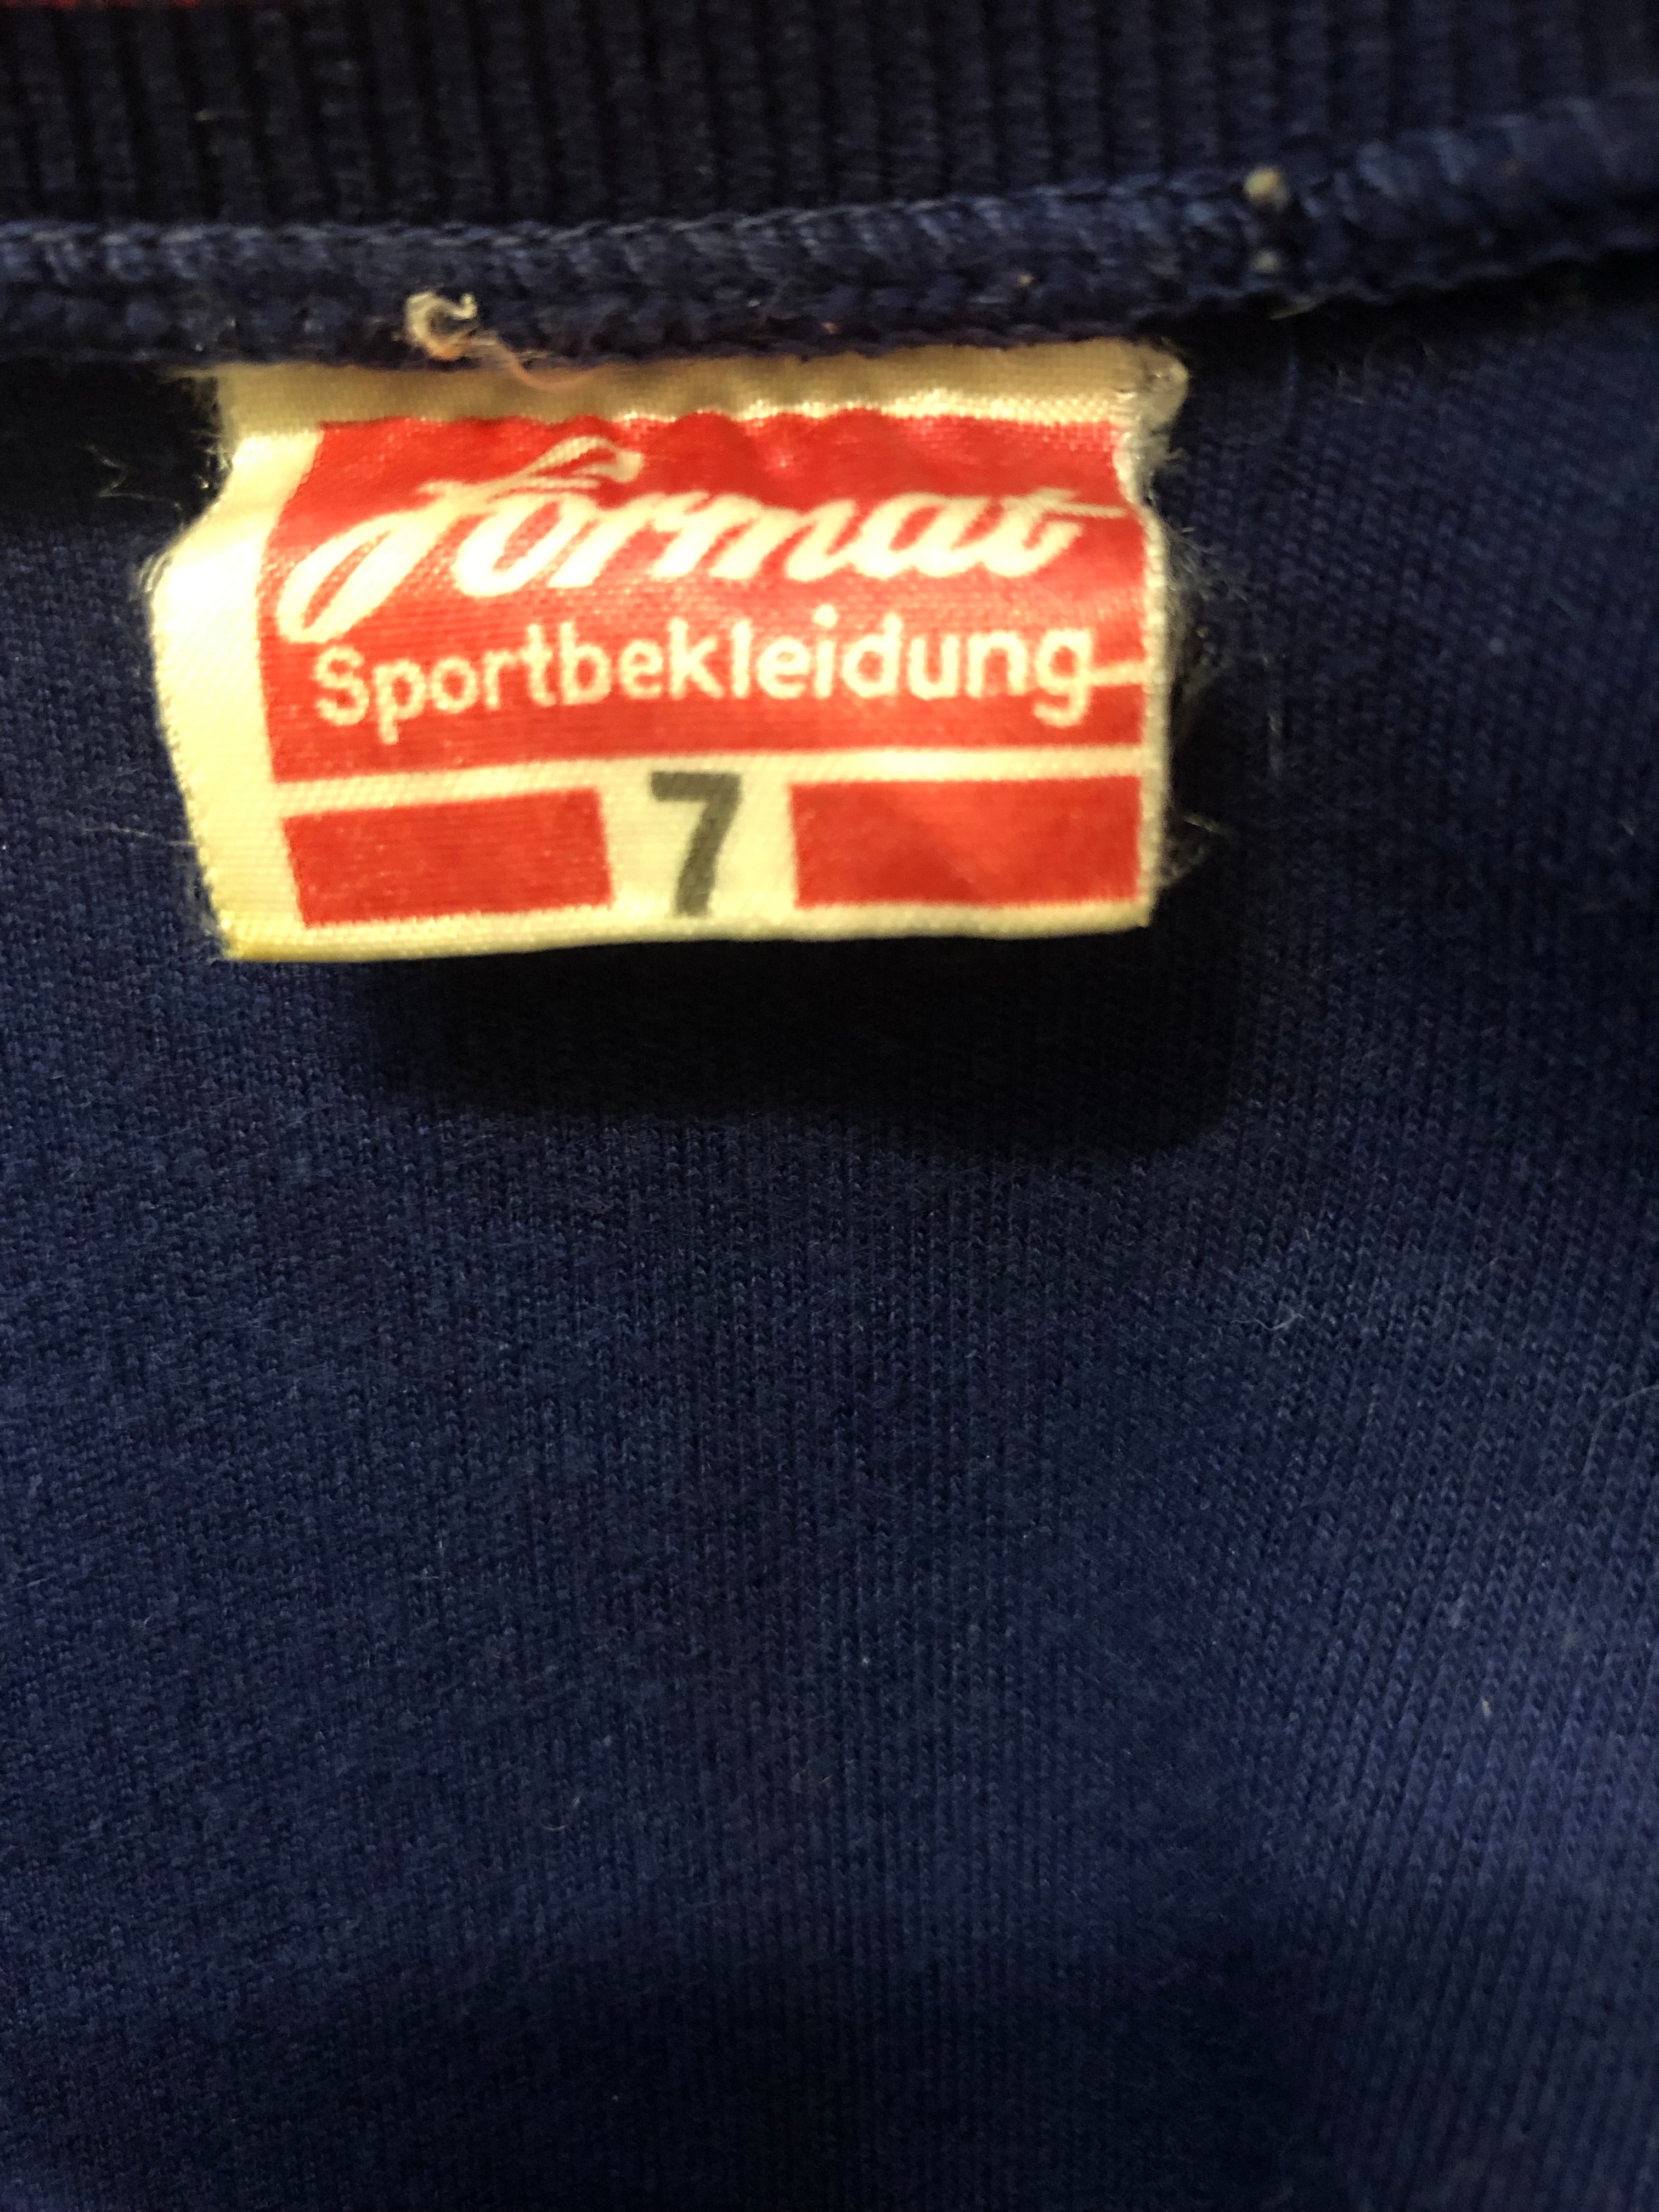 format
Sportbekleidung
7